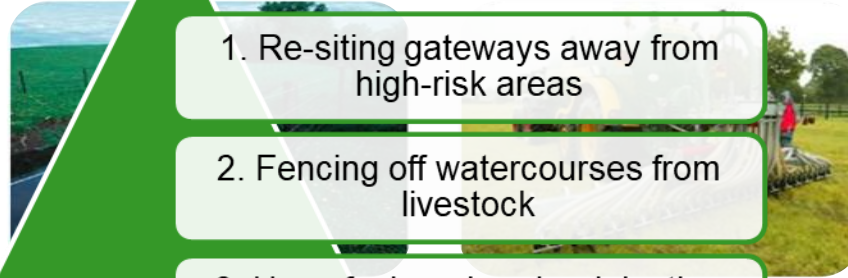 1. Re-siting gateways away from
high-risk areas
2. Fencing off watercourses from
livestock